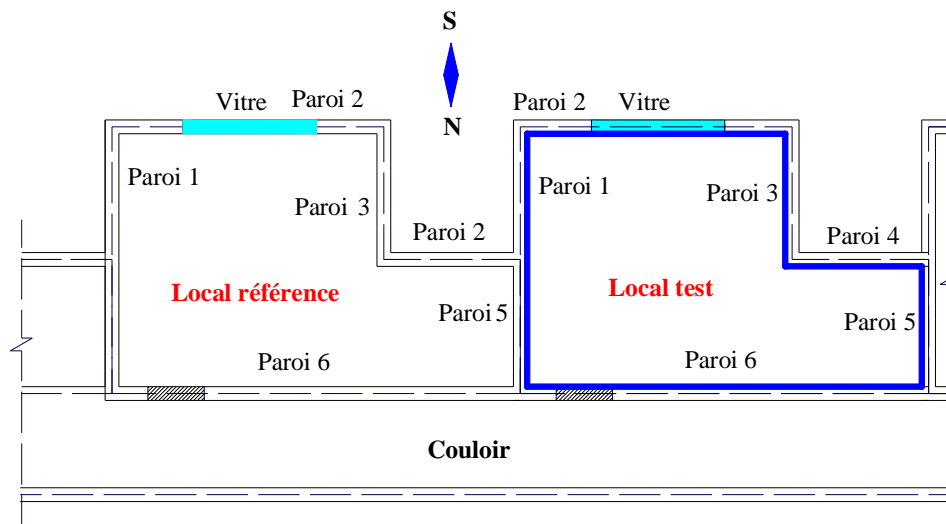 S
N
Vitre
Paroi 2
Paroi 1
Paroi 3
Paroi 2
Local référence
Paroi 5
Paroi 6
Paroi 2
Vitre
Paroi 1
Paroi 3
Paroi 4
Local test
Paroi 5
Paroi 6
Couloir